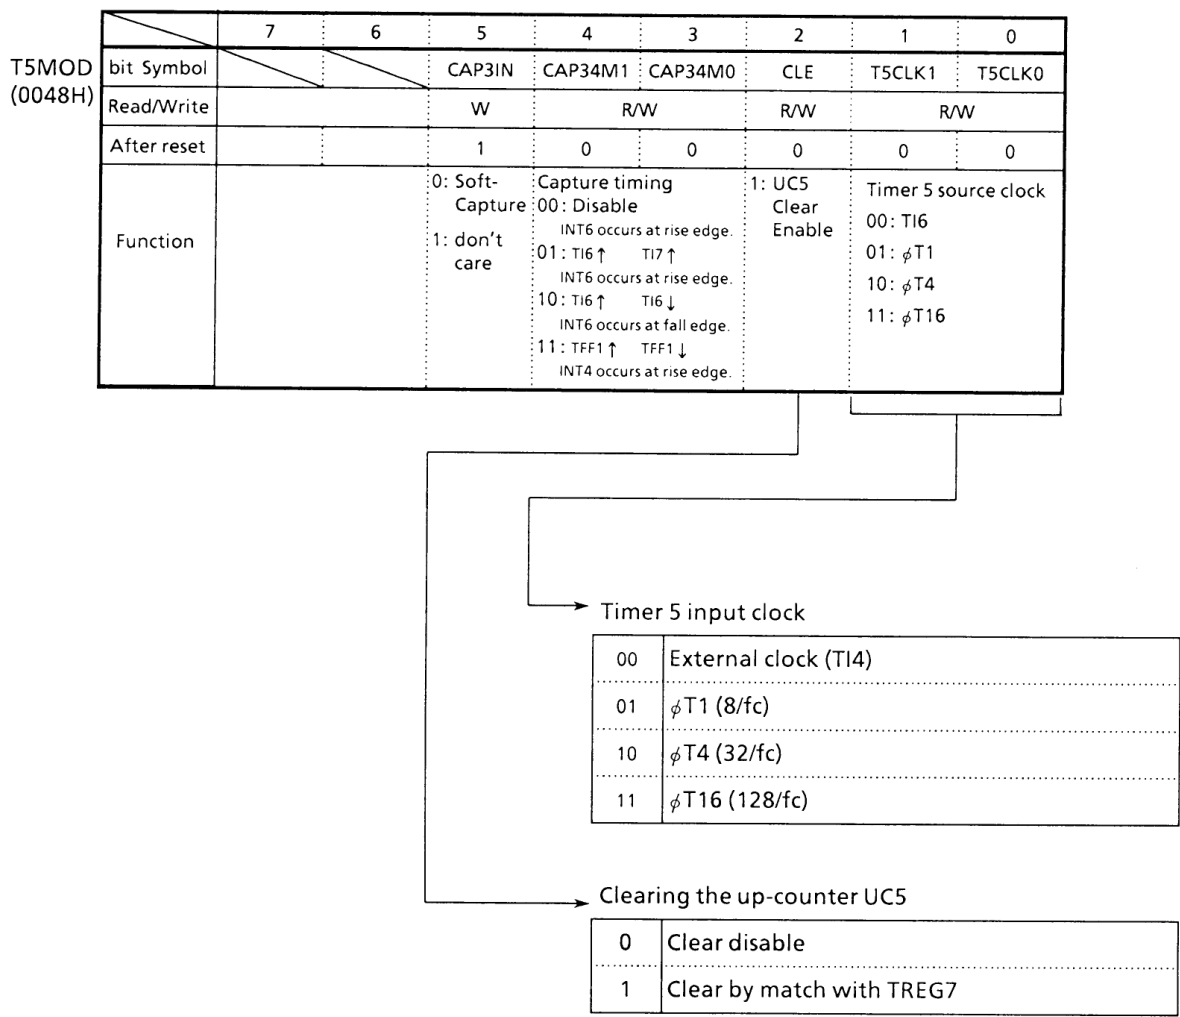 7 6 5 4 3 2 1 0
T5MOD (0048H)
bit Symbol CAP3IN CAP34M1 CAP34M0 CLE T5CLK1 T5CLK0
Read/Write W R/W R/W R/W
After reset 1 0 0 0 0 0
Function
0: Soft-
Capture
1: don't
care
Capture timing
00: Disable
INT6 occurs at rise edge.
01: TI6↑ TI7↑
INT6 occurs at rise edge.
10: TI6↑ TI6↓
INT6 occurs at fall edge.
11: TFF1↑ TFF1↓
INT4 occurs at rise edge.
1: UC5
Clear
Enable
Timer 5 source clock
00: TI6
01: φT1
10: φT4
11: φT16
Timer 5 input clock
00 External clock (TI4)
01 φT1 (8/fc)
10 φT4 (32/fc)
11 φT16 (128/fc)
Clearing the up-counter UC5
0 Clear disable
1 Clear by match with TREG7